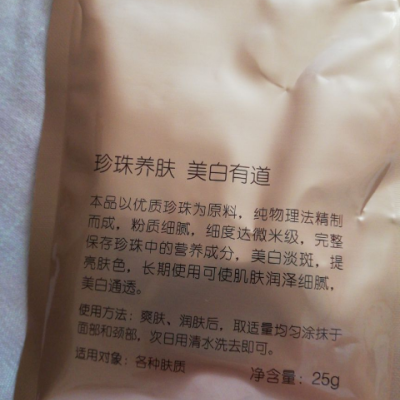 珍珠养肤 美白有道
本品以优质珍珠为原料，纯物理法精制
而成，粉质细腻，细度达微米级，完整
保存珍珠中的营养成分，美白淡斑，提
亮肤色，长期使用可使肌肤润泽细腻，
美白通透。
使用方法：爽肤、润肤后，取适量均匀涂抹于
面部和颈部，次日用清水洗去即可。
适用对象：各种肤质 净含量：25g